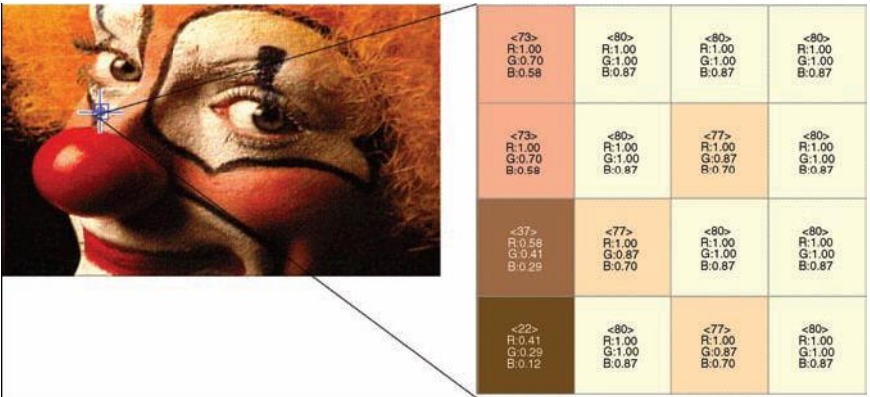 <73>
R:1.00
G:0.70
B:0.58
<80>
R:1.00
G:1.00
B:0.87
<80>
R:1.00
G:1.00
B:0.87
<80>
R:1.00
G:1.00
B:0.87
<73>
R:1.00
G:0.70
B:0.58
<80>
R:1.00
G:1.00
B:0.87
<77>
R:1.00
G:0.87
B:0.70
<80>
R:1.00
G:1.00
B:0.87
<37>
R:0.58
G:0.41
B:0.29
<77>
R:1.00
G:0.87
B:0.70
<80>
R:1.00
G:1.00
B:0.87
<80>
R:1.00
G:1.00
B:0.87
<22>
R:0.41
G:0.29
B:0.12
<80>
R:1.00
G:1.00
B:0.87
<77>
R:1.00
G:0.87
B:0.70
<80>
R:1.00
G:1.00
B:0.87